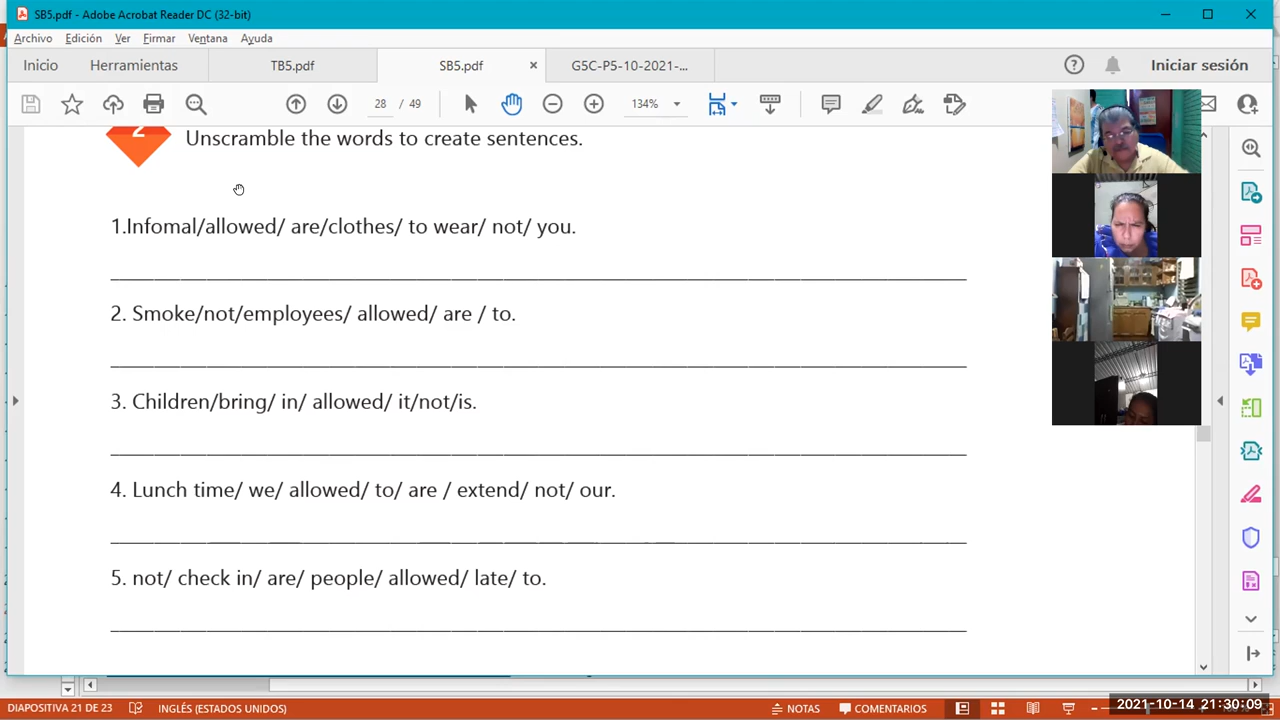 SB5.pdf - Adobe Acrobat Reader DC (32-bit)
Archivo Edición Ver Firmar Ventana Ayuda
Inicio Herramientas TB5.pdf SB5.pdf G5C-P5-10-2021-... Iniciar sesión
28 / 49 134%
2
Unscramble the words to create sentences.
1.Infomal/allowed/ are/clothes/ to wear/ not/ you.
2. Smoke/not/employees/ allowed/ are / to.
3. Children/bring/ in/ allowed/ it/not/is.
4. Lunch time/ we/ allowed/ to/ are / extend/ not/ our.
5. not/ check in/ are/ people/ allowed/ late/ to.
DIAPOSITIVA 21 DE 23 INGLÉS (ESTADOS UNIDOS) NOTAS COMENTARIOS
2021-10-14 21:30:09